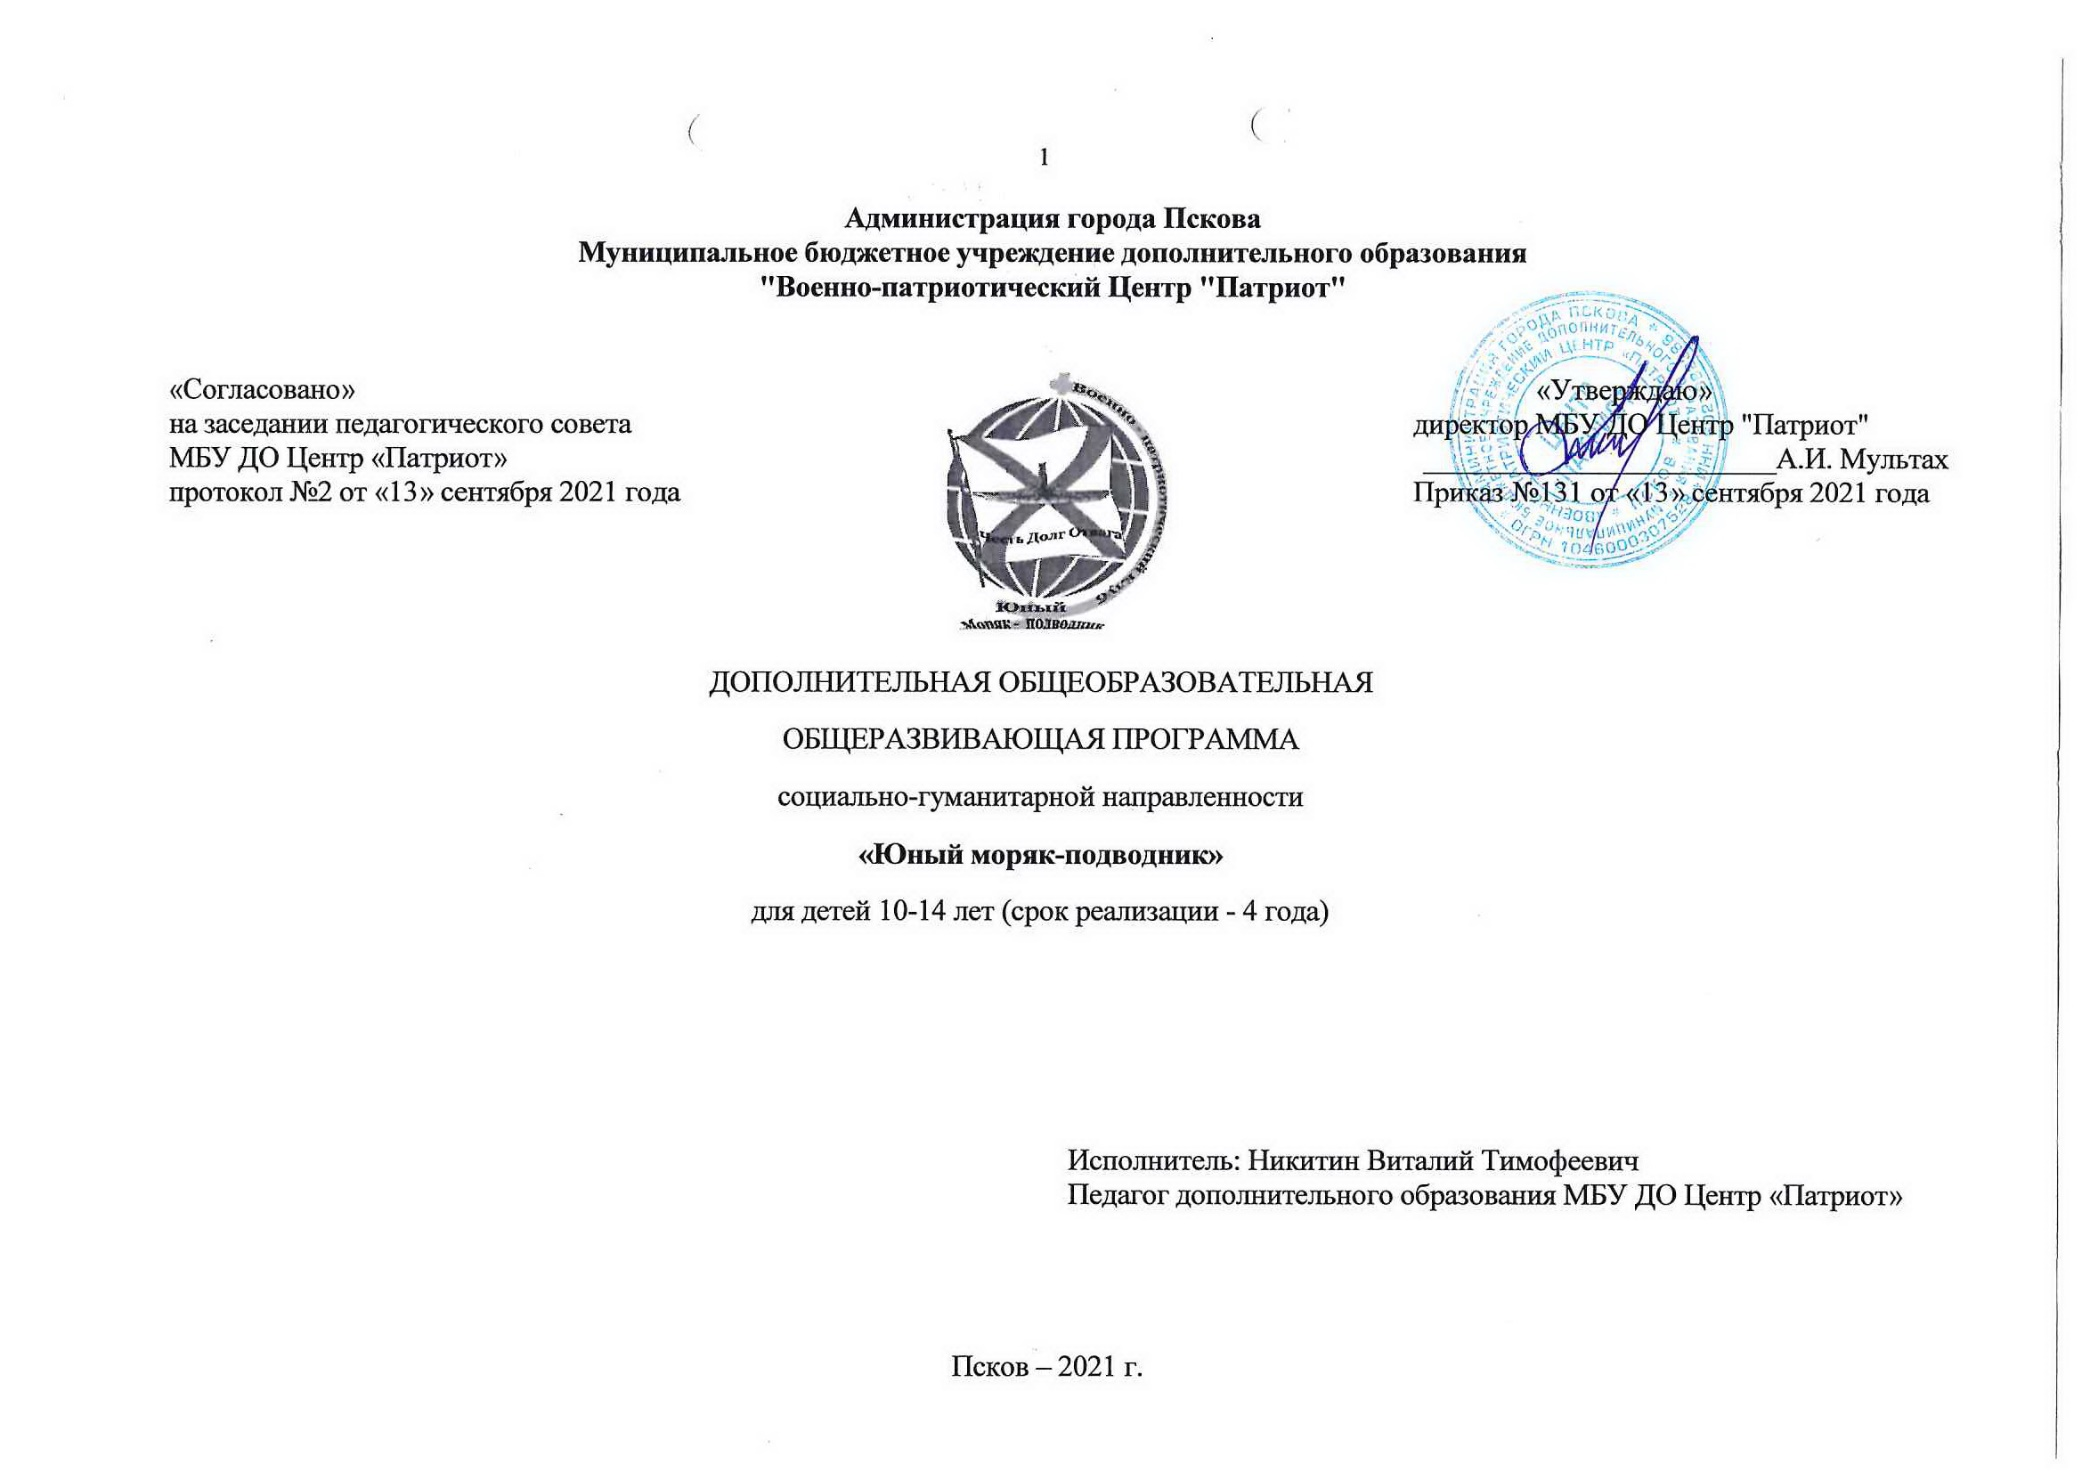 1
Администрация города Пскова
Муниципальное бюджетное учреждение дополнительного образования
"Военно-патриотический Центр "Патриот"
«Согласовано»
на заседании педагогического совета
МБУ ДО Центр «Патриот»
протокол №2 от «13» сентября 2021 года
Военно - патриотический клуб
Честь Долг Отвага
Юный
Моряк - подводник
«Утверждаю»
директор МБУ ДО Центр "Патриот"
А.И. Мультах
Приказ №131 от «13» сентября 2021 года
ДОПОЛНИТЕЛЬНАЯ ОБЩЕОБРАЗОВАТЕЛЬНАЯ
ОБЩЕРАЗВИВАЮЩАЯ ПРОГРАММА
социально-гуманитарной направленности
«Юный моряк-подводник»
для детей 10-14 лет (срок реализации - 4 года)
Исполнитель: Никитин Виталий Тимофеевич
Педагог дополнительного образования МБУ ДО Центр «Патриот»
Псков – 2021 г.